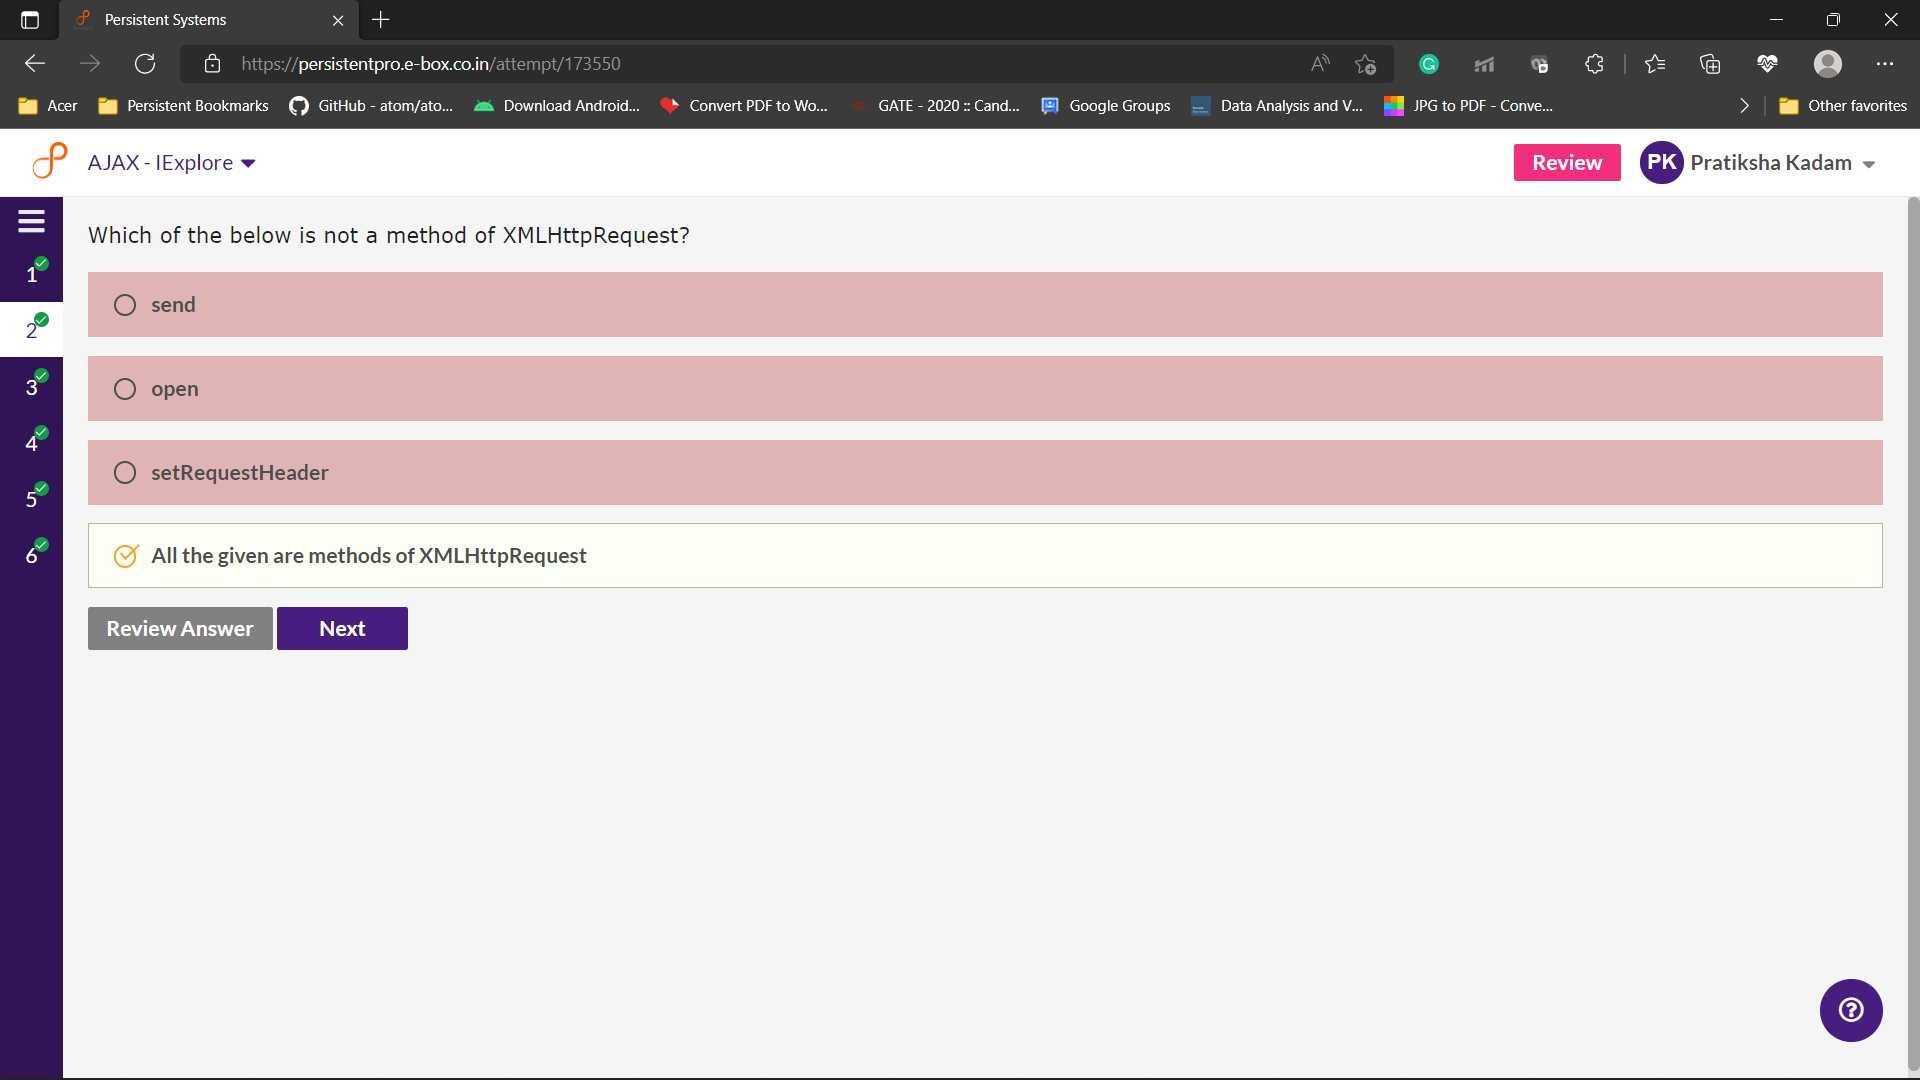 Persistent Systems
https://persistentpro.e-box.co.in/attempt/173550
Acer
Persistent Bookmarks
GitHub - atom/ato...
Download Android...
Convert PDF to Wo...
GATE - 2020 :: Cand...
Google Groups
Data Analysis and V...
JPG to PDF - Conve...
Other favorites
AJAX - IExplore
Review
PK
Pratiksha Kadam
Which of the below is not a method of XMLHttpRequest?
1
2
3
4
5
6
send
open
setRequestHeader
All the given are methods of XMLHttpRequest
Review Answer
Next